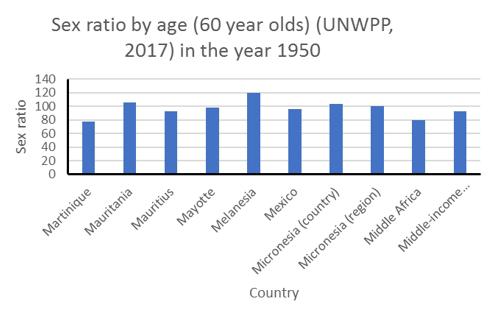 Sex ratio by age (60 year olds) (UNWPP,
2017) in the year 1950
140
120
100
80
60
40
20
0
Sex ratio
Martinique
Mauritania
Mauritius
Mayotte
Melanesia
Mexico
Micronesia (country)
Micronesia (region)
Middle Africa
Middle-income...
Country